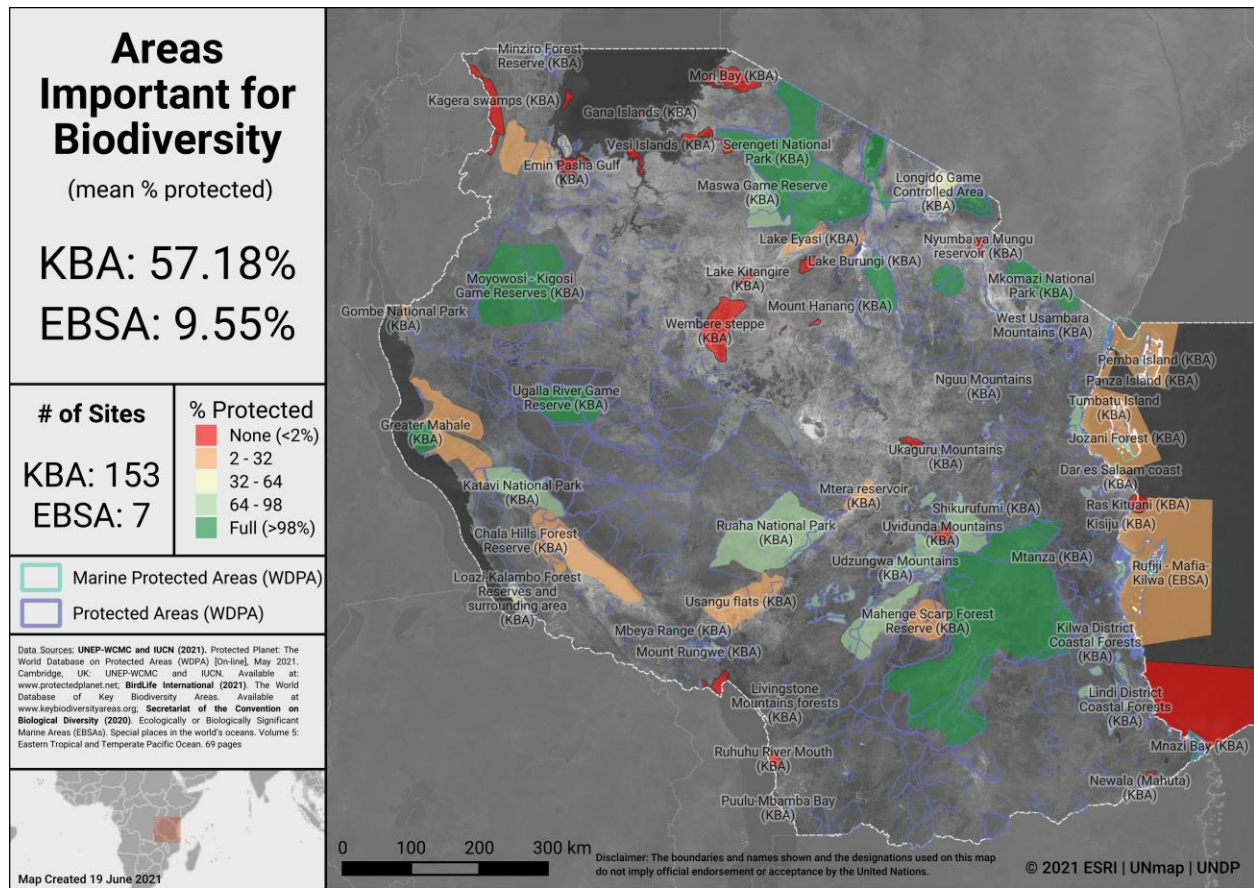 Areas
Important for
Biodiversity
(mean % protected)
KBA: 57.18%
EBSA: 9.55%
# of Sites
KBA: 153
EBSA: 7
% Protected
None (<2%)
2 - 32
32 - 64
64 - 98
Full (>98%)
Marine Protected Areas (WDPA)
Protected Areas (WDPA)
Data Sources: UNEP-WCMC and IUCN (2021). Protected Planet: The
World Database on Protected Areas (WDPA) [On-line], May 2021.
Cambridge, UK: UNEP-WCMC and IUCN. Available at:
www.protectedplanet.net; BirdLife International (2021). The World
Database of Key Biodiversity Areas. Available at
www.keybiodiversityareas.org; Secretariat of the Convention on
Biological Diversity (2020). Ecologically or Biologically Significant
Marine Areas (EBSAs). Special places in the world's oceans. Volume 5:
Eastern Tropical and Temperate Pacific Ocean. 69 pages
Map Created 19 June 2021
Minziro Forest
Reserve (KBA)
Mori Bay (KBA)
Kagera swamps (KBA)
Gana Islands (KBA)
Vesi Islands (KBA)
Serengeti National
Park (KBA)
Emin Pasha Gulf
(KBA)
Maswa Game Reserve
(KBA)
Longido Game
Controlled Area
(KBA)
Lake Eyasi (KBA)
Nyumba ya Mungu
reservoir (KBA)
Lake Burungi (KBA)
Lake Kitangire
(KBA)
Moyowosi - Kigosi
Game Reserves (KBA)
Mkomazi National
Park (KBA)
Mount Hanang (KBA)
Gombe National Park
(KBA)
Wembere steppe
(KBA)
West Usambara
Mountains (KBA)
Pemba Island (KBA)
Panza Island (KBA)
Nguu Mountains
(KBA)
Ugalla River Game
Reserve (KBA)
Tumbatu Island
(KBA)
Greater Mahale
(KBA)
Jozani Forest (KBA)
Ukaguru Mountains
(KBA)
Dar es Salaam coast
(KBA)
Katavi National Park
(KBA)
Mtera reservoir
(KBA)
Shikurufumi (KBA)
Ras Kituani (KBA)
Kisiju (KBA)
Ruaha National Park
(KBA)
Uvidunda Mountains
(KBA)
Chala Hills Forest
Reserve (KBA)
Mtanza (KBA)
Udzungwa Mountains
(KBA)
Rufiji - Mafia-
Kilwa (EBSA)
Loazi-Kalambo Forest
Reserves and
surrounding area
(KBA)
Usangu flats (KBA)
Mahenge Scarp Forest
Reserve (KBA)
Mbeya Range (KBA)
Kilwa District
Coastal Forests
(KBA)
Mount Rungwe
(KBA)
Livingstone
Mountains forests
(KBA)
Lindi District
Coastal Forests
(KBA)
Mnazi Bay (KBA)
Ruhuhu River Mouth
(KBA)
Newala (Mahuta)
(KBA)
Puulu-Mbamba Bay
(KBA)
0 100 200 300 km
Disclaimer: The boundaries and names shown and the designations used on this map
do not imply official endorsement or acceptance by the United Nations.
© 2021 ESRI | UNmap | UNDP